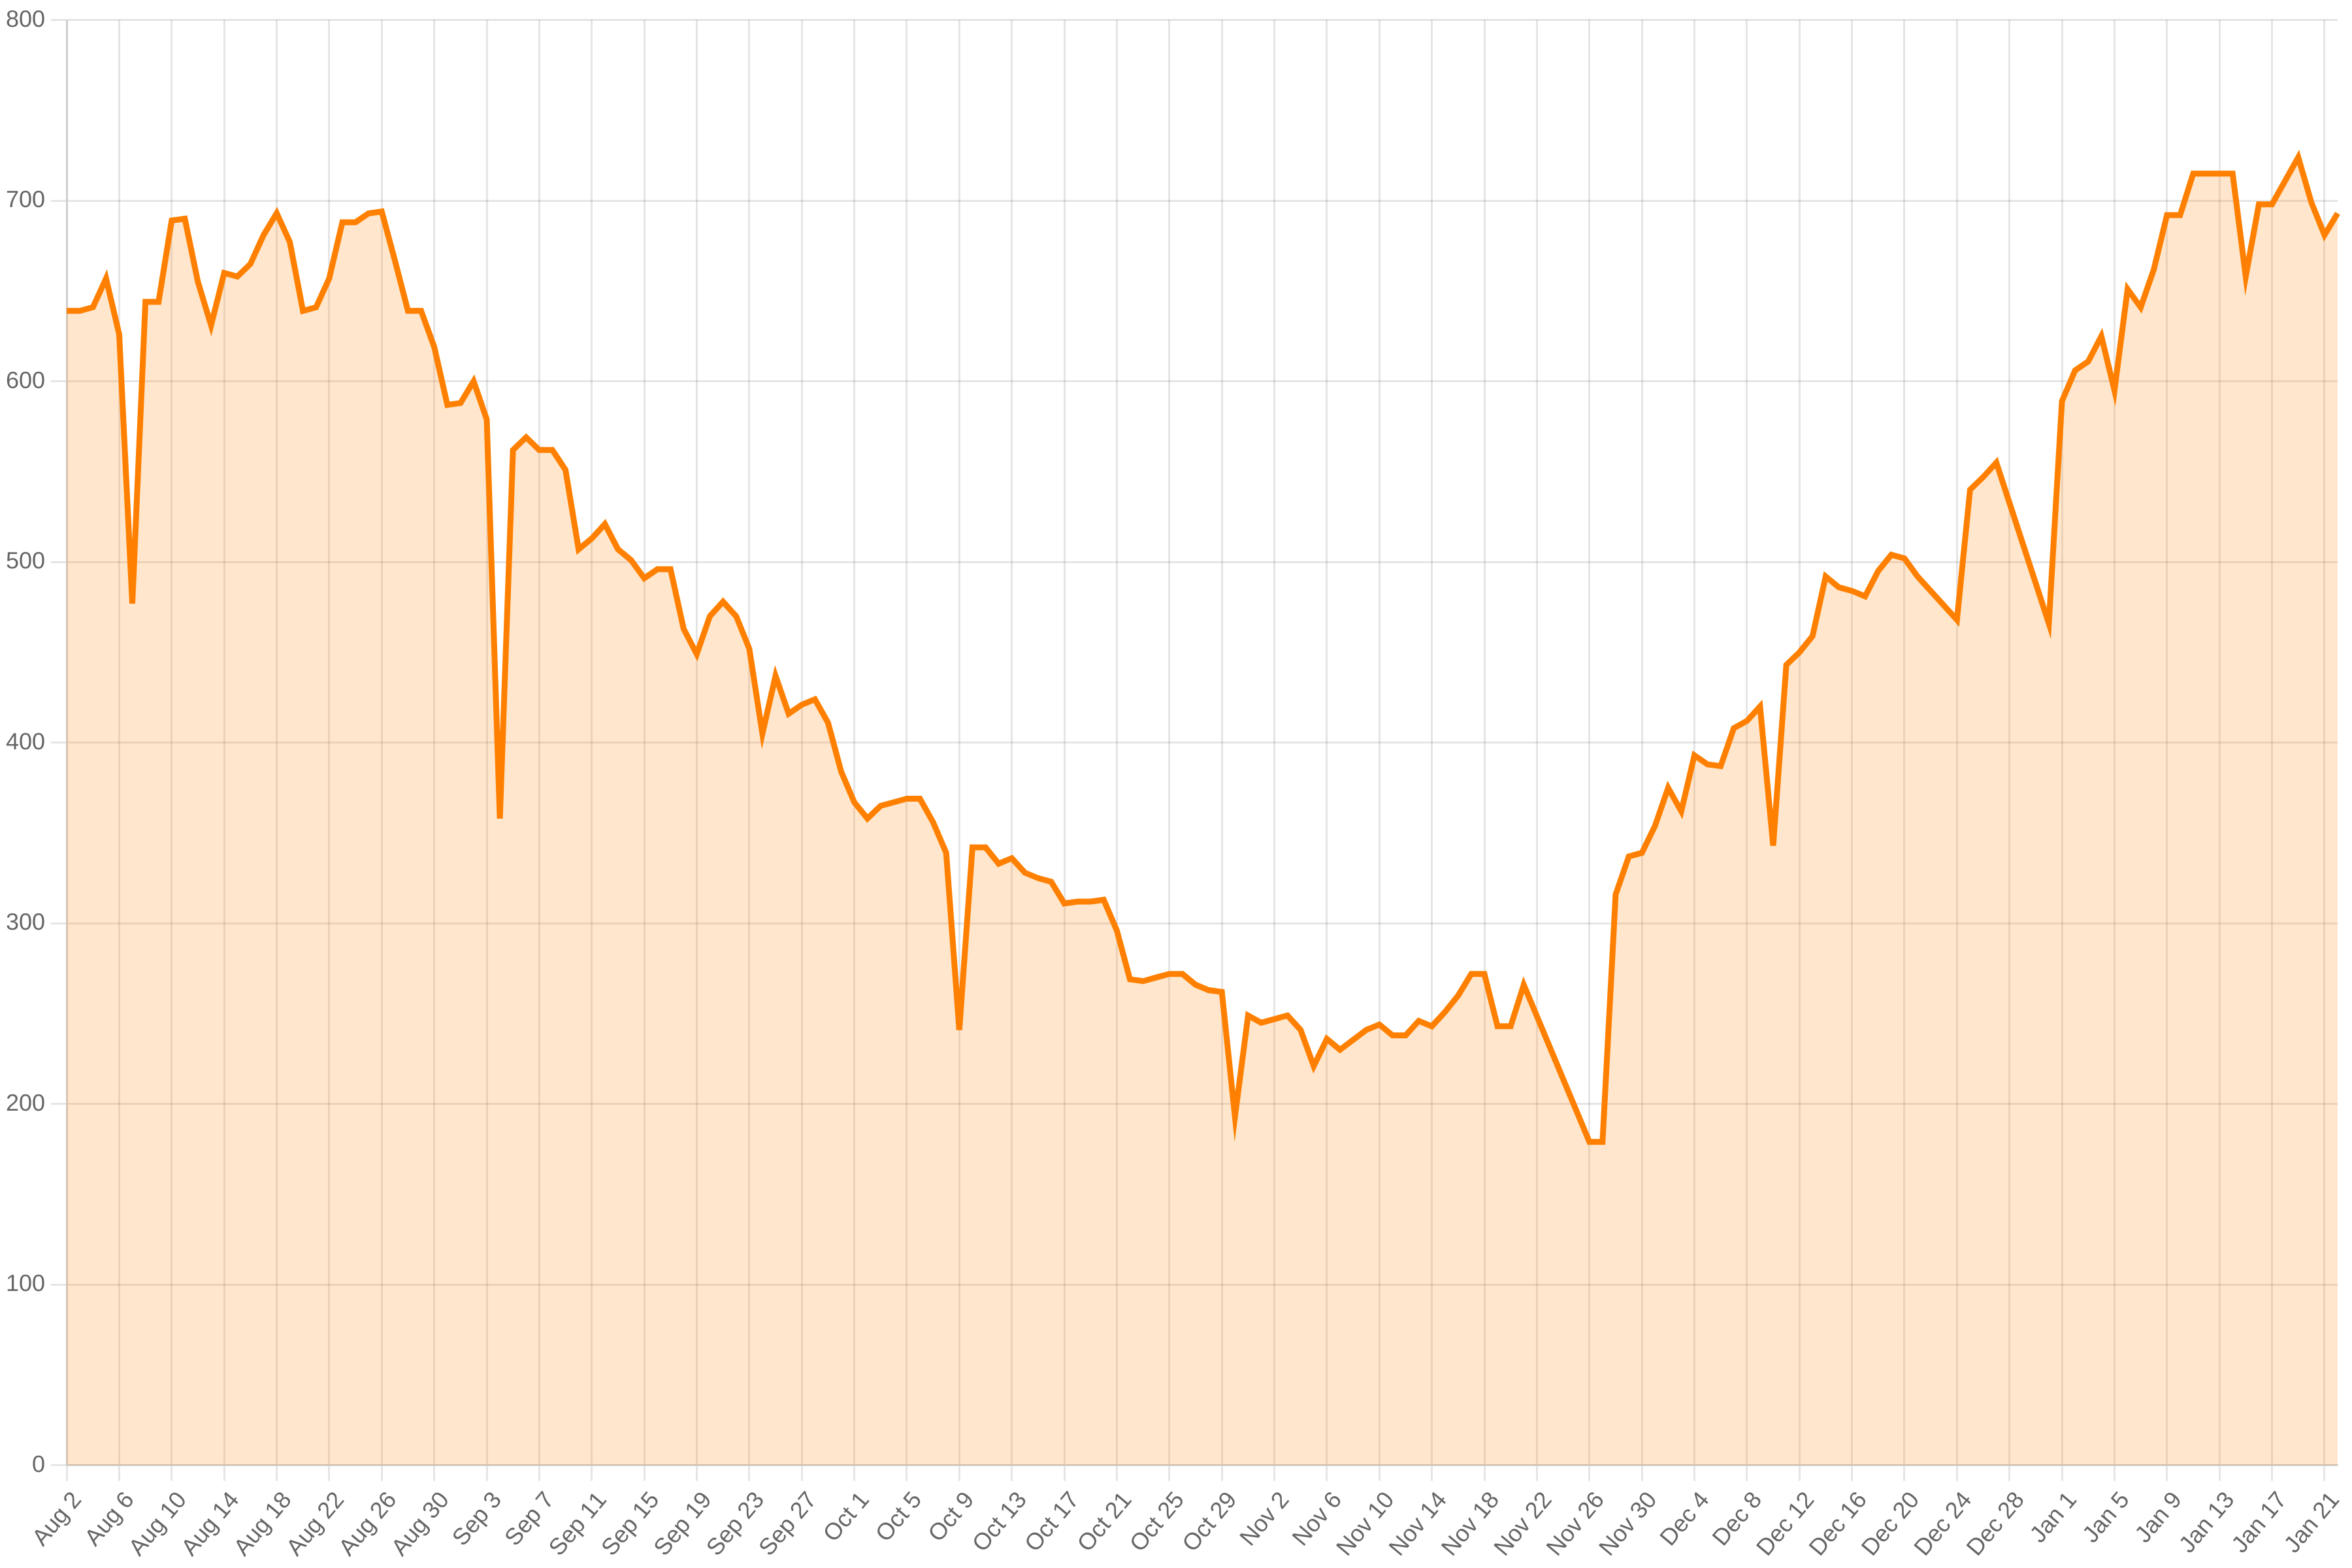 800
700
600
500
400
300
200
100
0
Aug 2
Aug 6
Aug 10
Aug 14
Aug 18
Aug 22
Aug 26
Aug 30
Sep 3
Sep 7
Sep 11
Sep 15
Sep 19
Sep 23
Sep 27
Oct 1
Oct 5
Oct 9
Oct 13
Oct 17
Oct 21
Oct 25
Oct 29
Nov 2
Nov 6
Nov 10
Nov 14
Nov 18
Nov 22
Nov 26
Nov 30
Dec 4
Dec 8
Dec 12
Dec 16
Dec 20
Dec 24
Dec 28
Jan 1
Jan 5
Jan 9
Jan 13
Jan 17
Jan 21